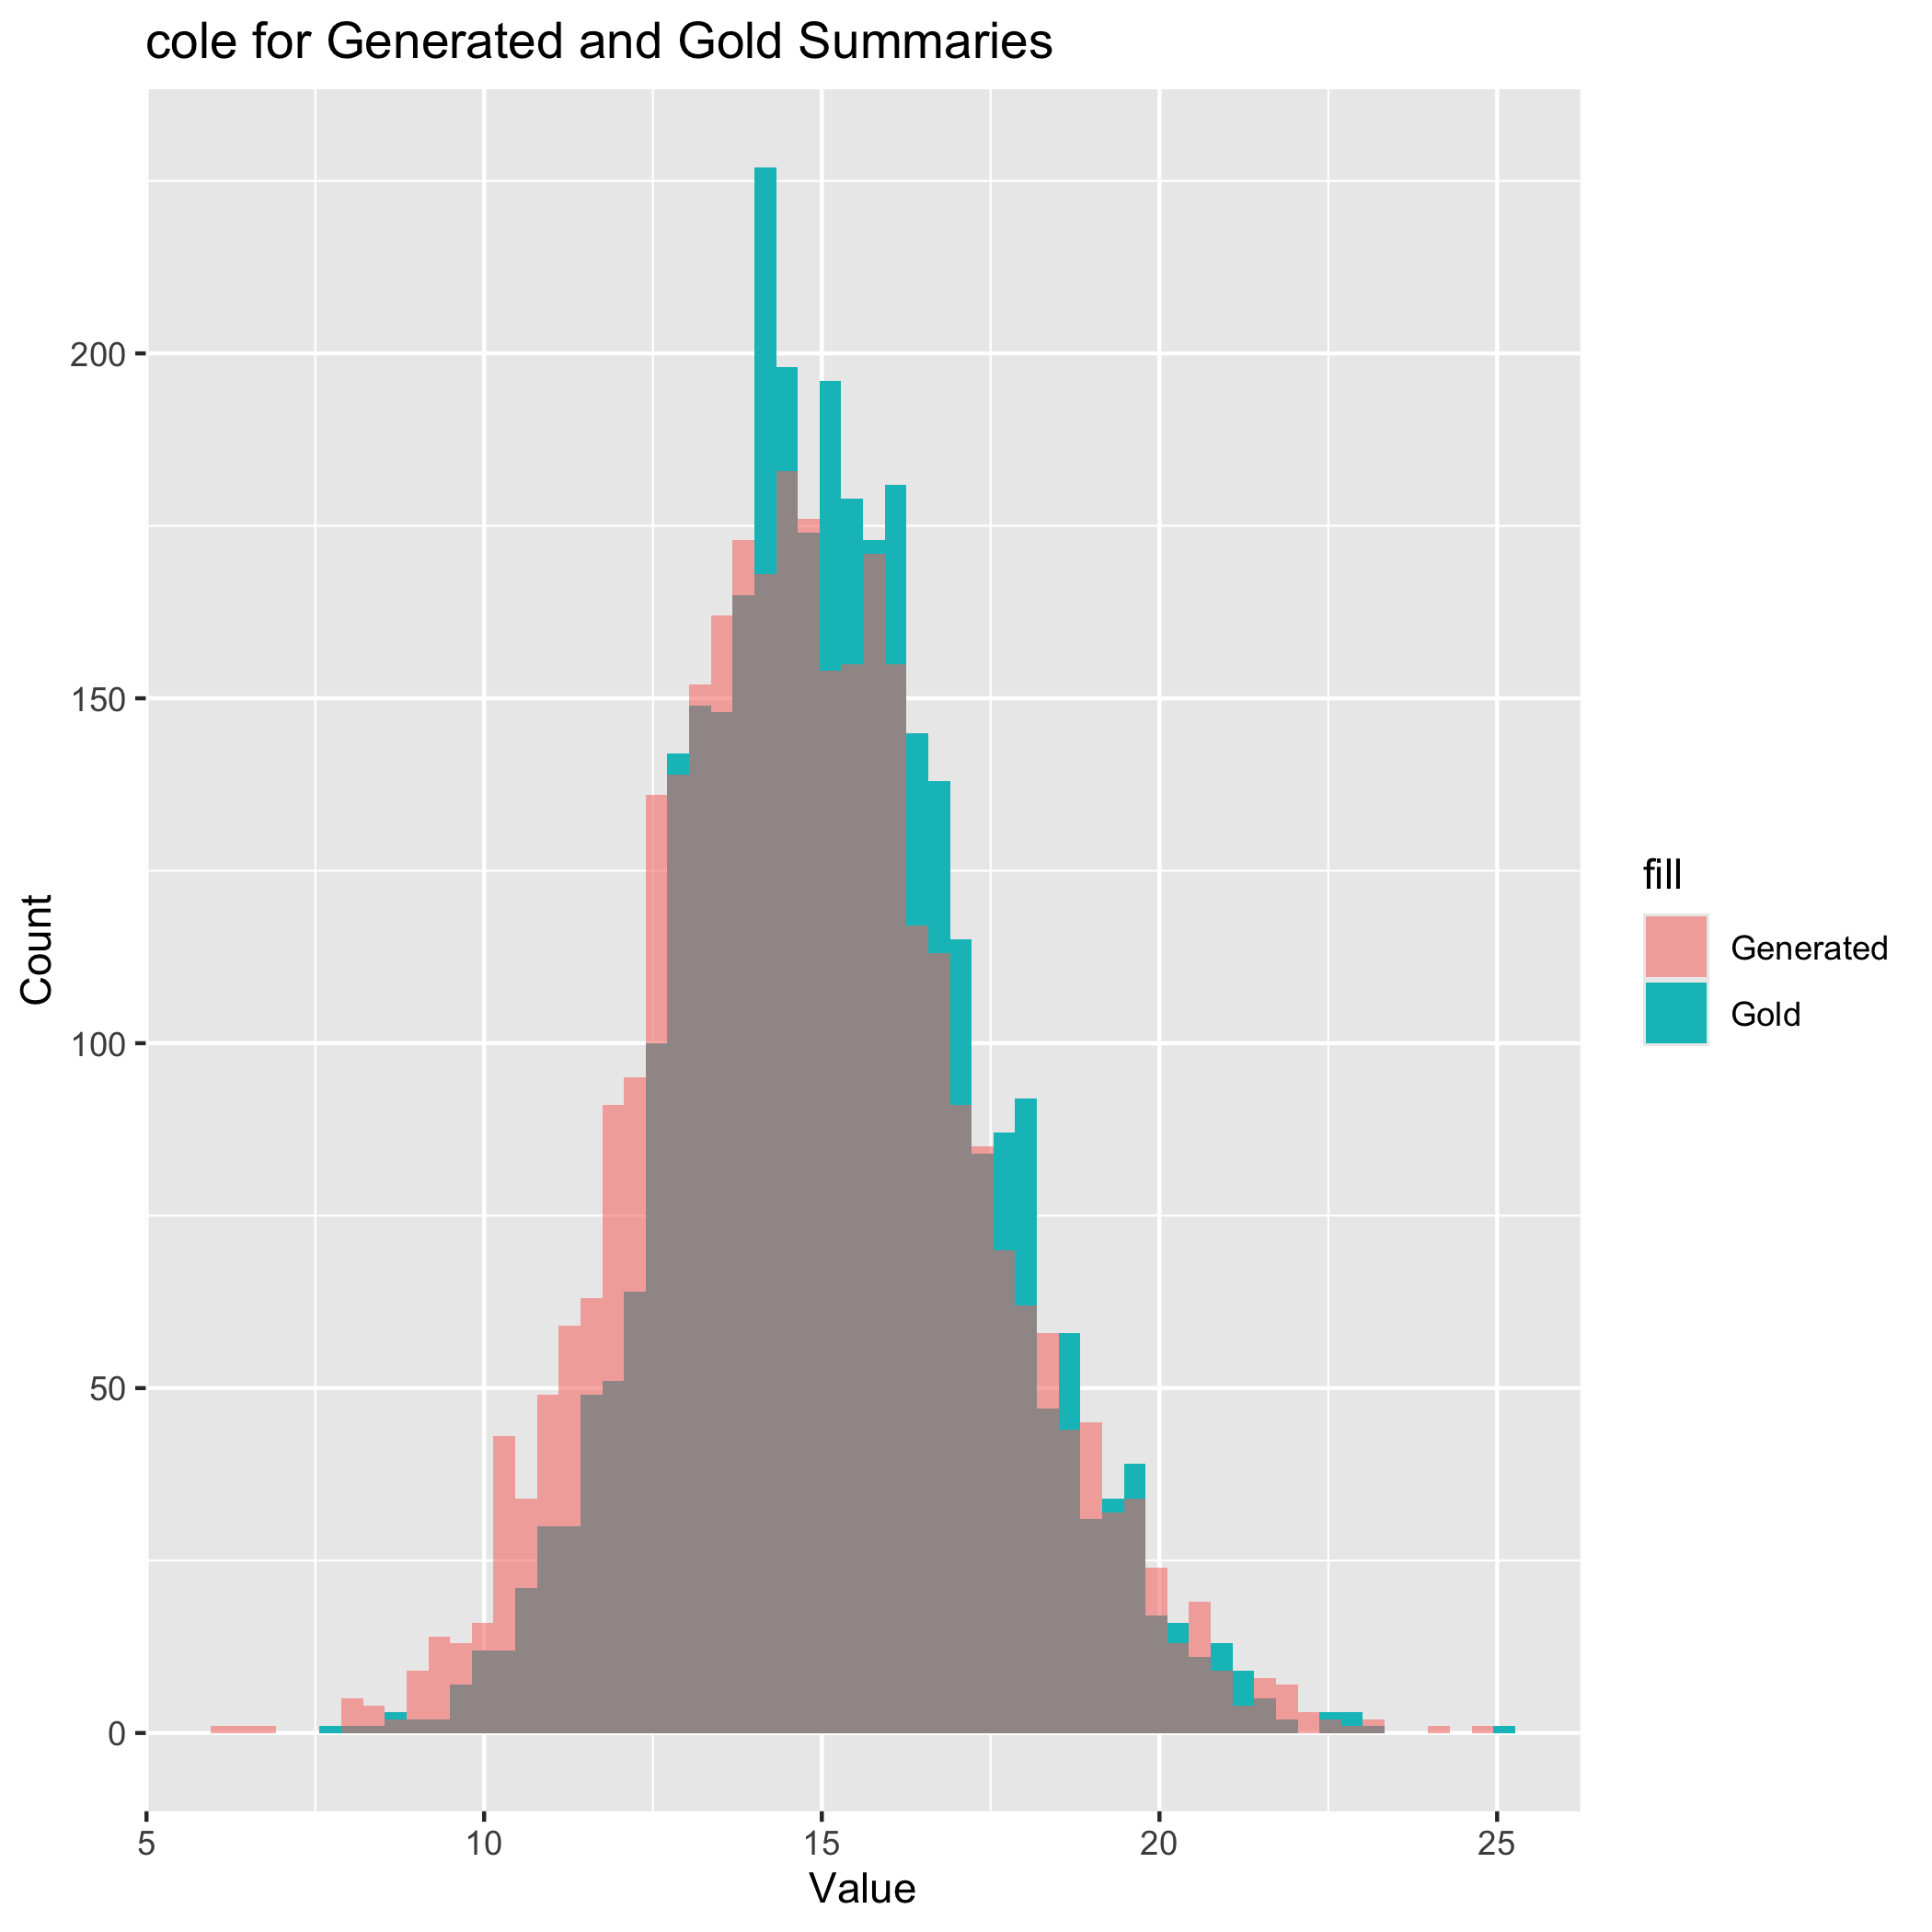 cole for Generated and Gold Summaries
200
150
100
50
0
Count
5 10 15 20 25
Value
fill
Generated
Gold